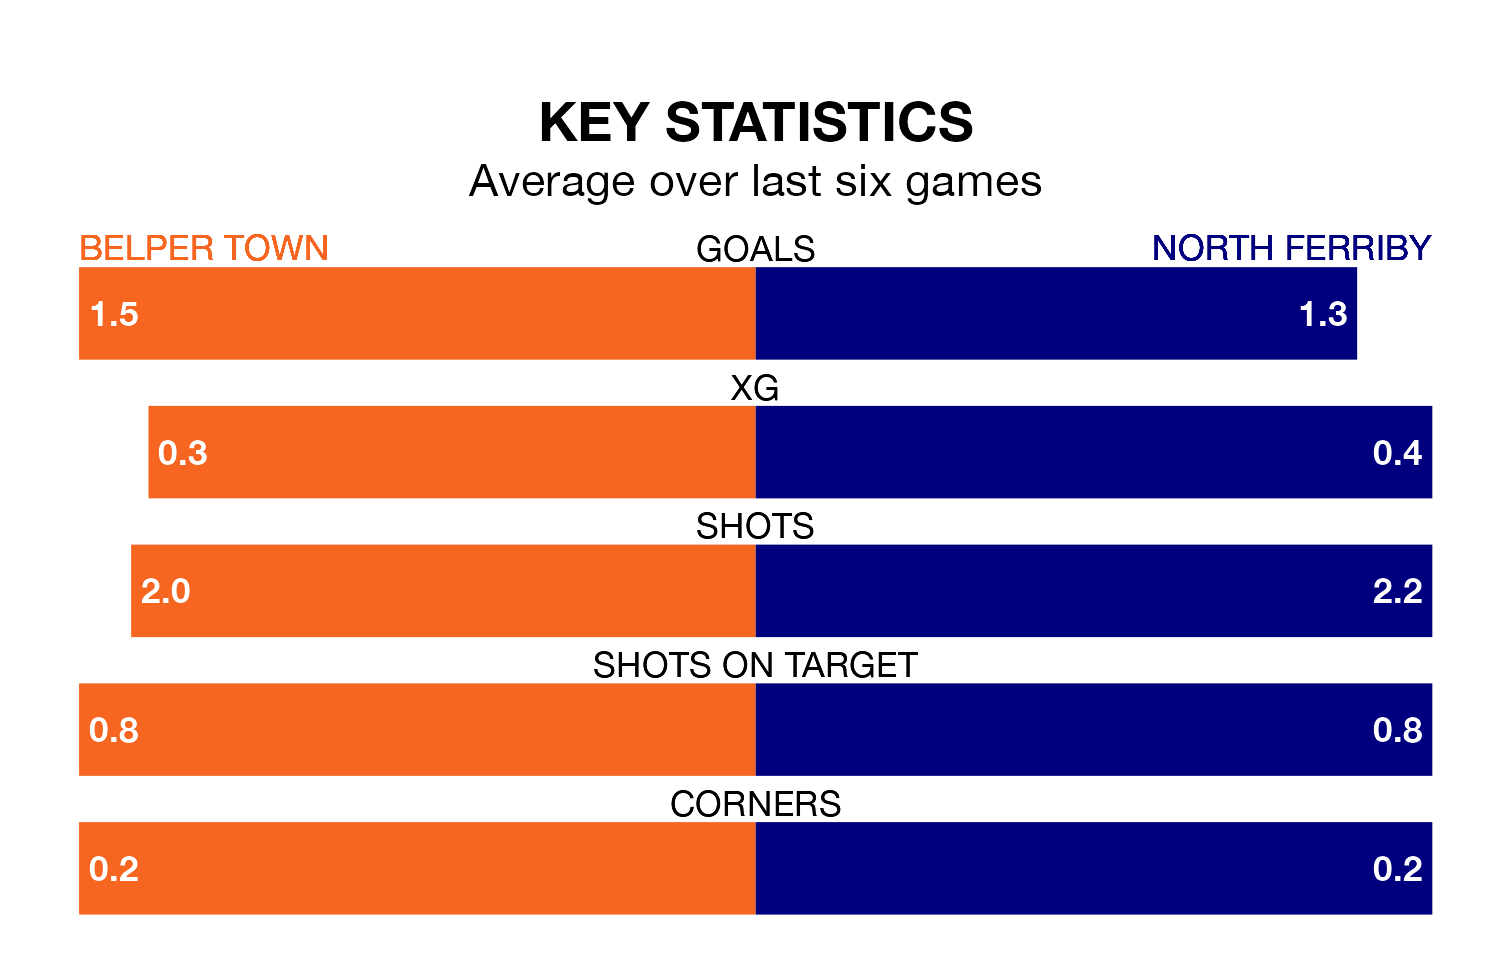 KEY STATISTICS
Average over last six games
BELPER TOWN GOALS NORTH FERRIBY
1.5 1.3
XG
0.3 0.4
SHOTS
2.0 2.2
SHOTS ON TARGET
0.8 0.8
CORNERS
0.2 0.2